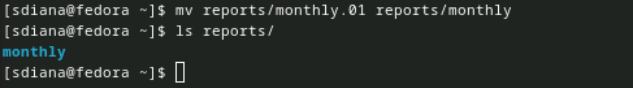 [sdiana@fedora ~]$ mv reports/monthly.01 reports/monthly
[sdiana@fedora ~]$ ls reports/
monthly
[sdiana@fedora ~]$